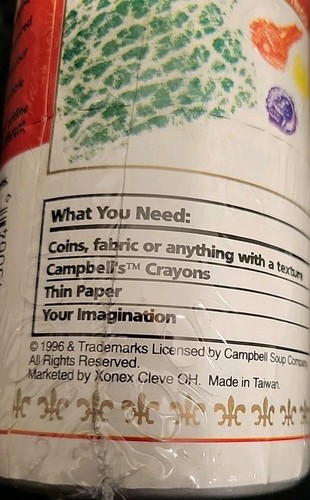 What You Need:
Coins, fabric or anything with a texture
Campbell's™ Crayons
Thin Paper
Your Imagination
©1996 & Trademarks Licensed by Campbell Soup Company
All Rights Reserved.
Marketed by Xonex Cleve OH. Made in Taiwan.